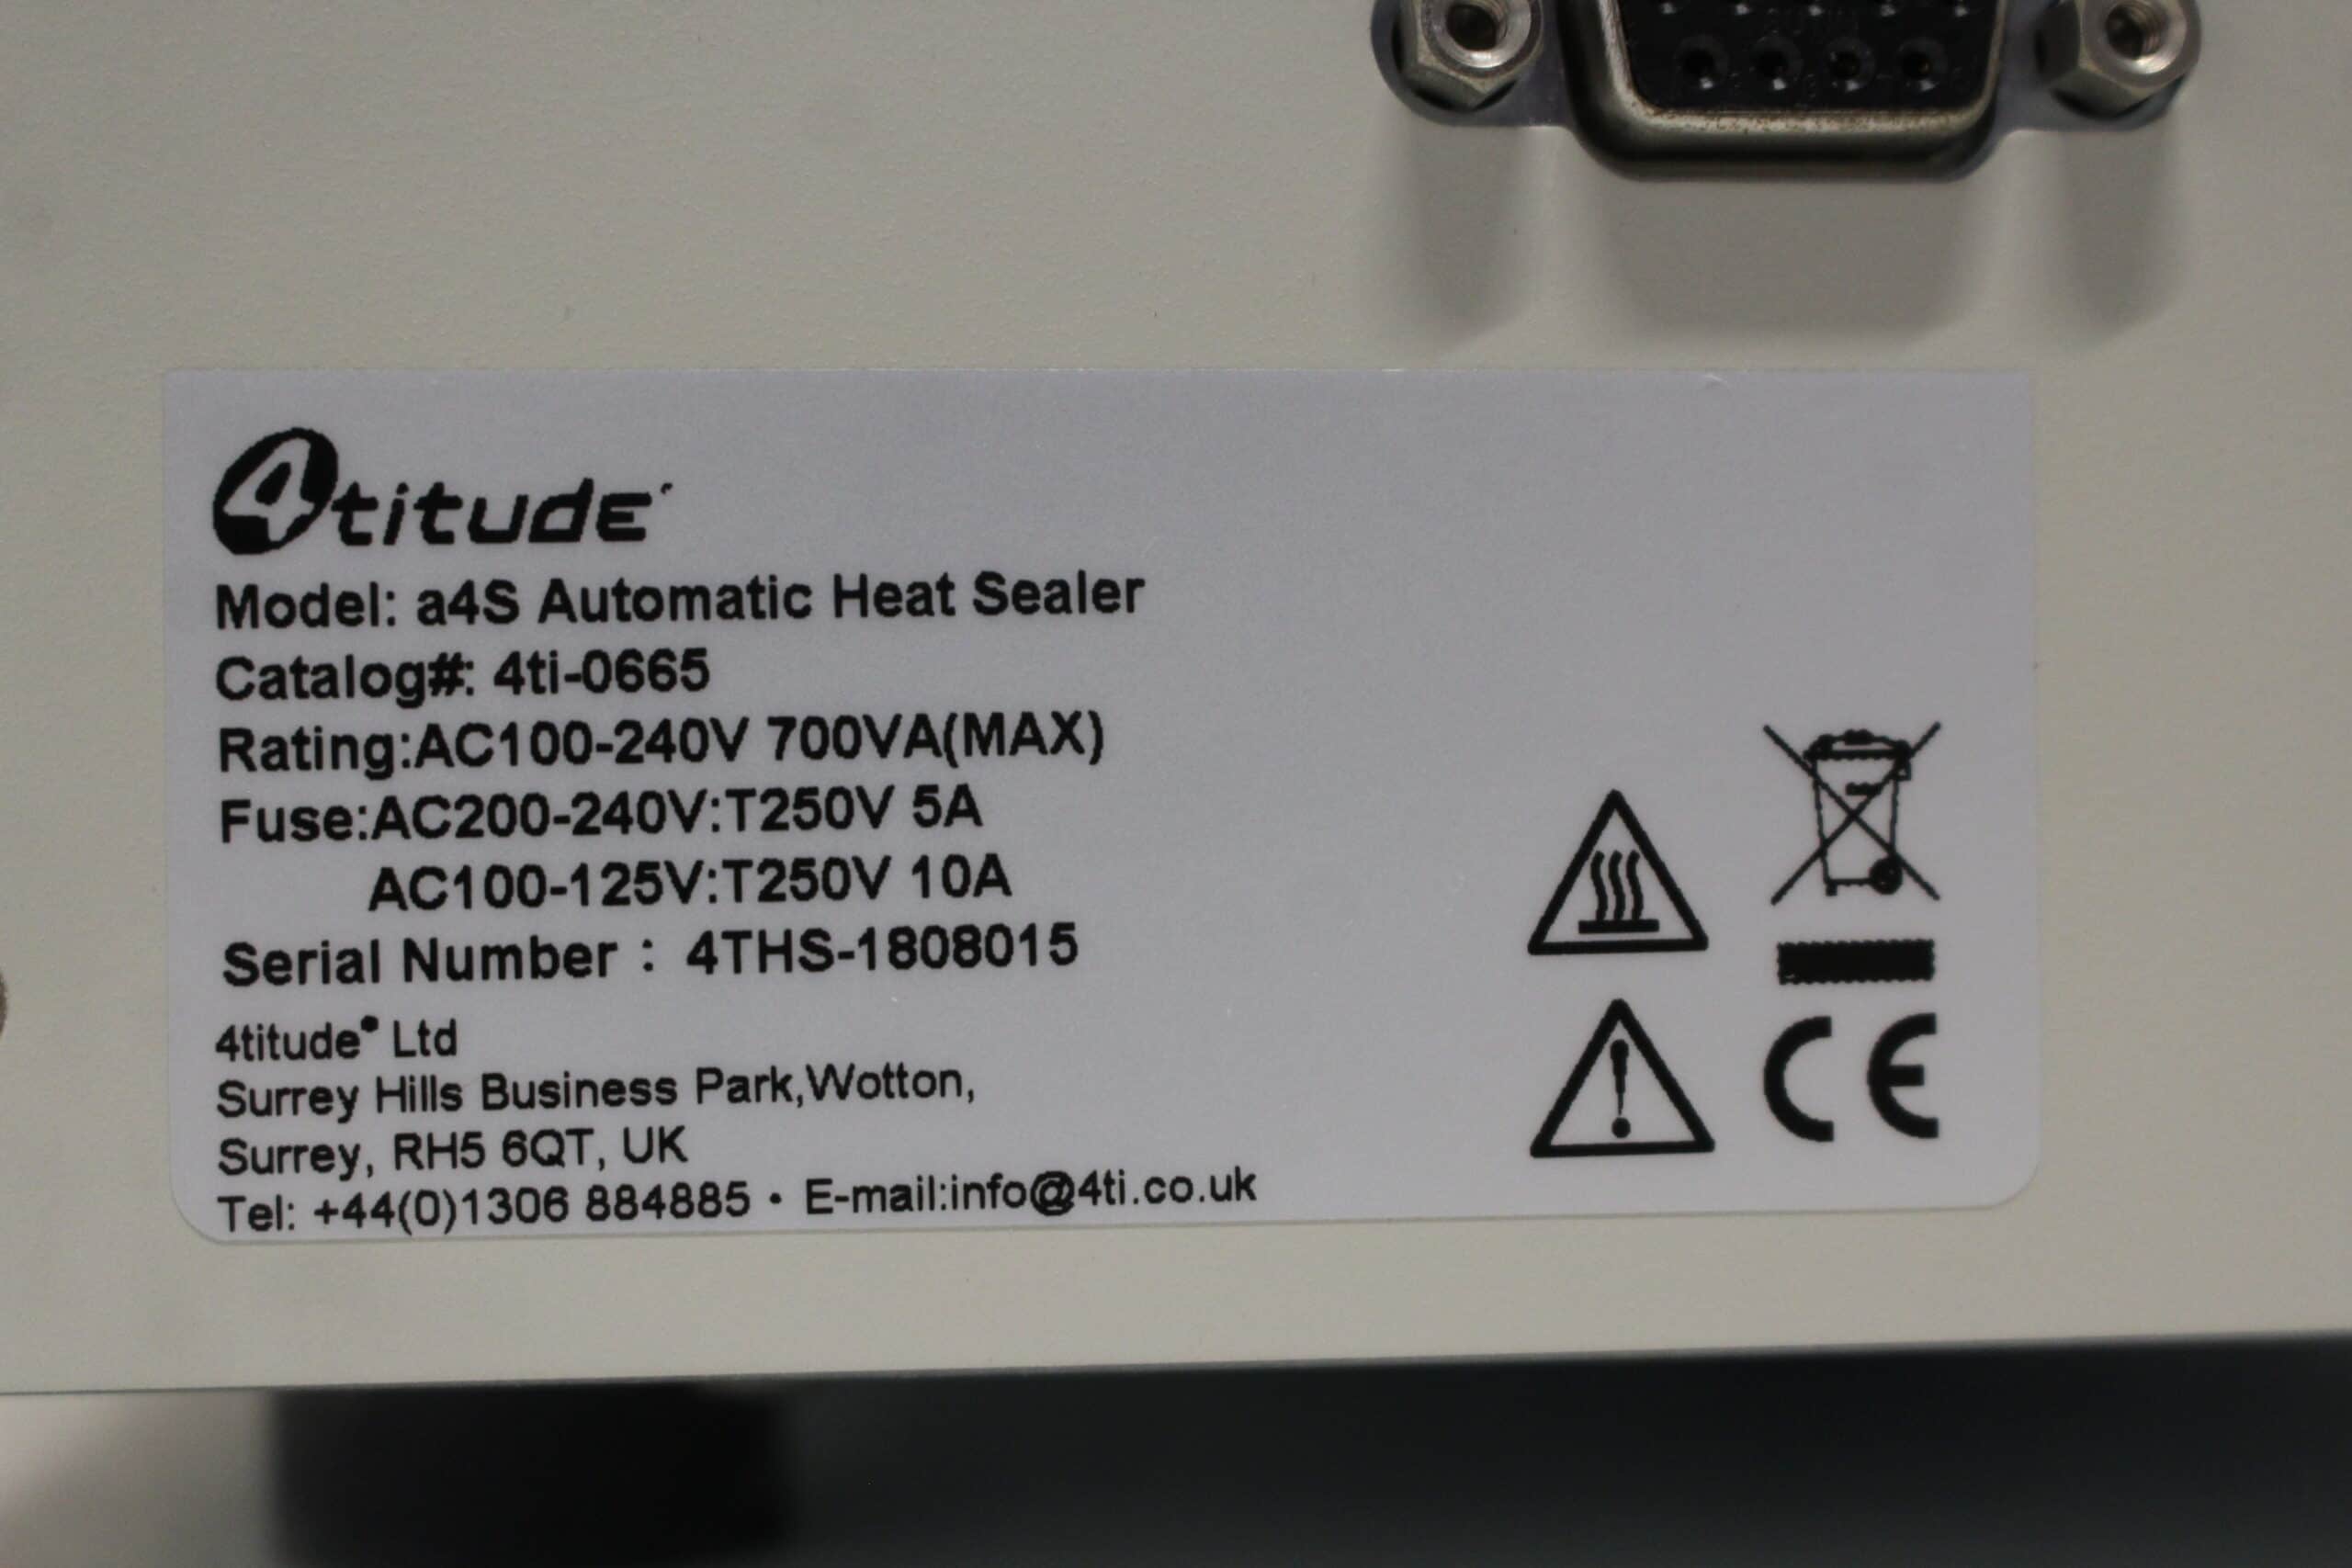 4titude
Model: a4S Automatic Heat Sealer
Catalog#: 4ti-0665
Rating:AC100-240V 700VA(MAX)
Fuse:AC200-240V:T250V 5A
AC100-125V:T250V 10A
Serial Number : 4THS-1808015
4titude® Ltd
Surrey Hills Business Park,Wotton,
Surrey, RH5 6QT, UK
Tel: +44(0)1306 884885 • E-mail:info@4ti.co.uk
CE